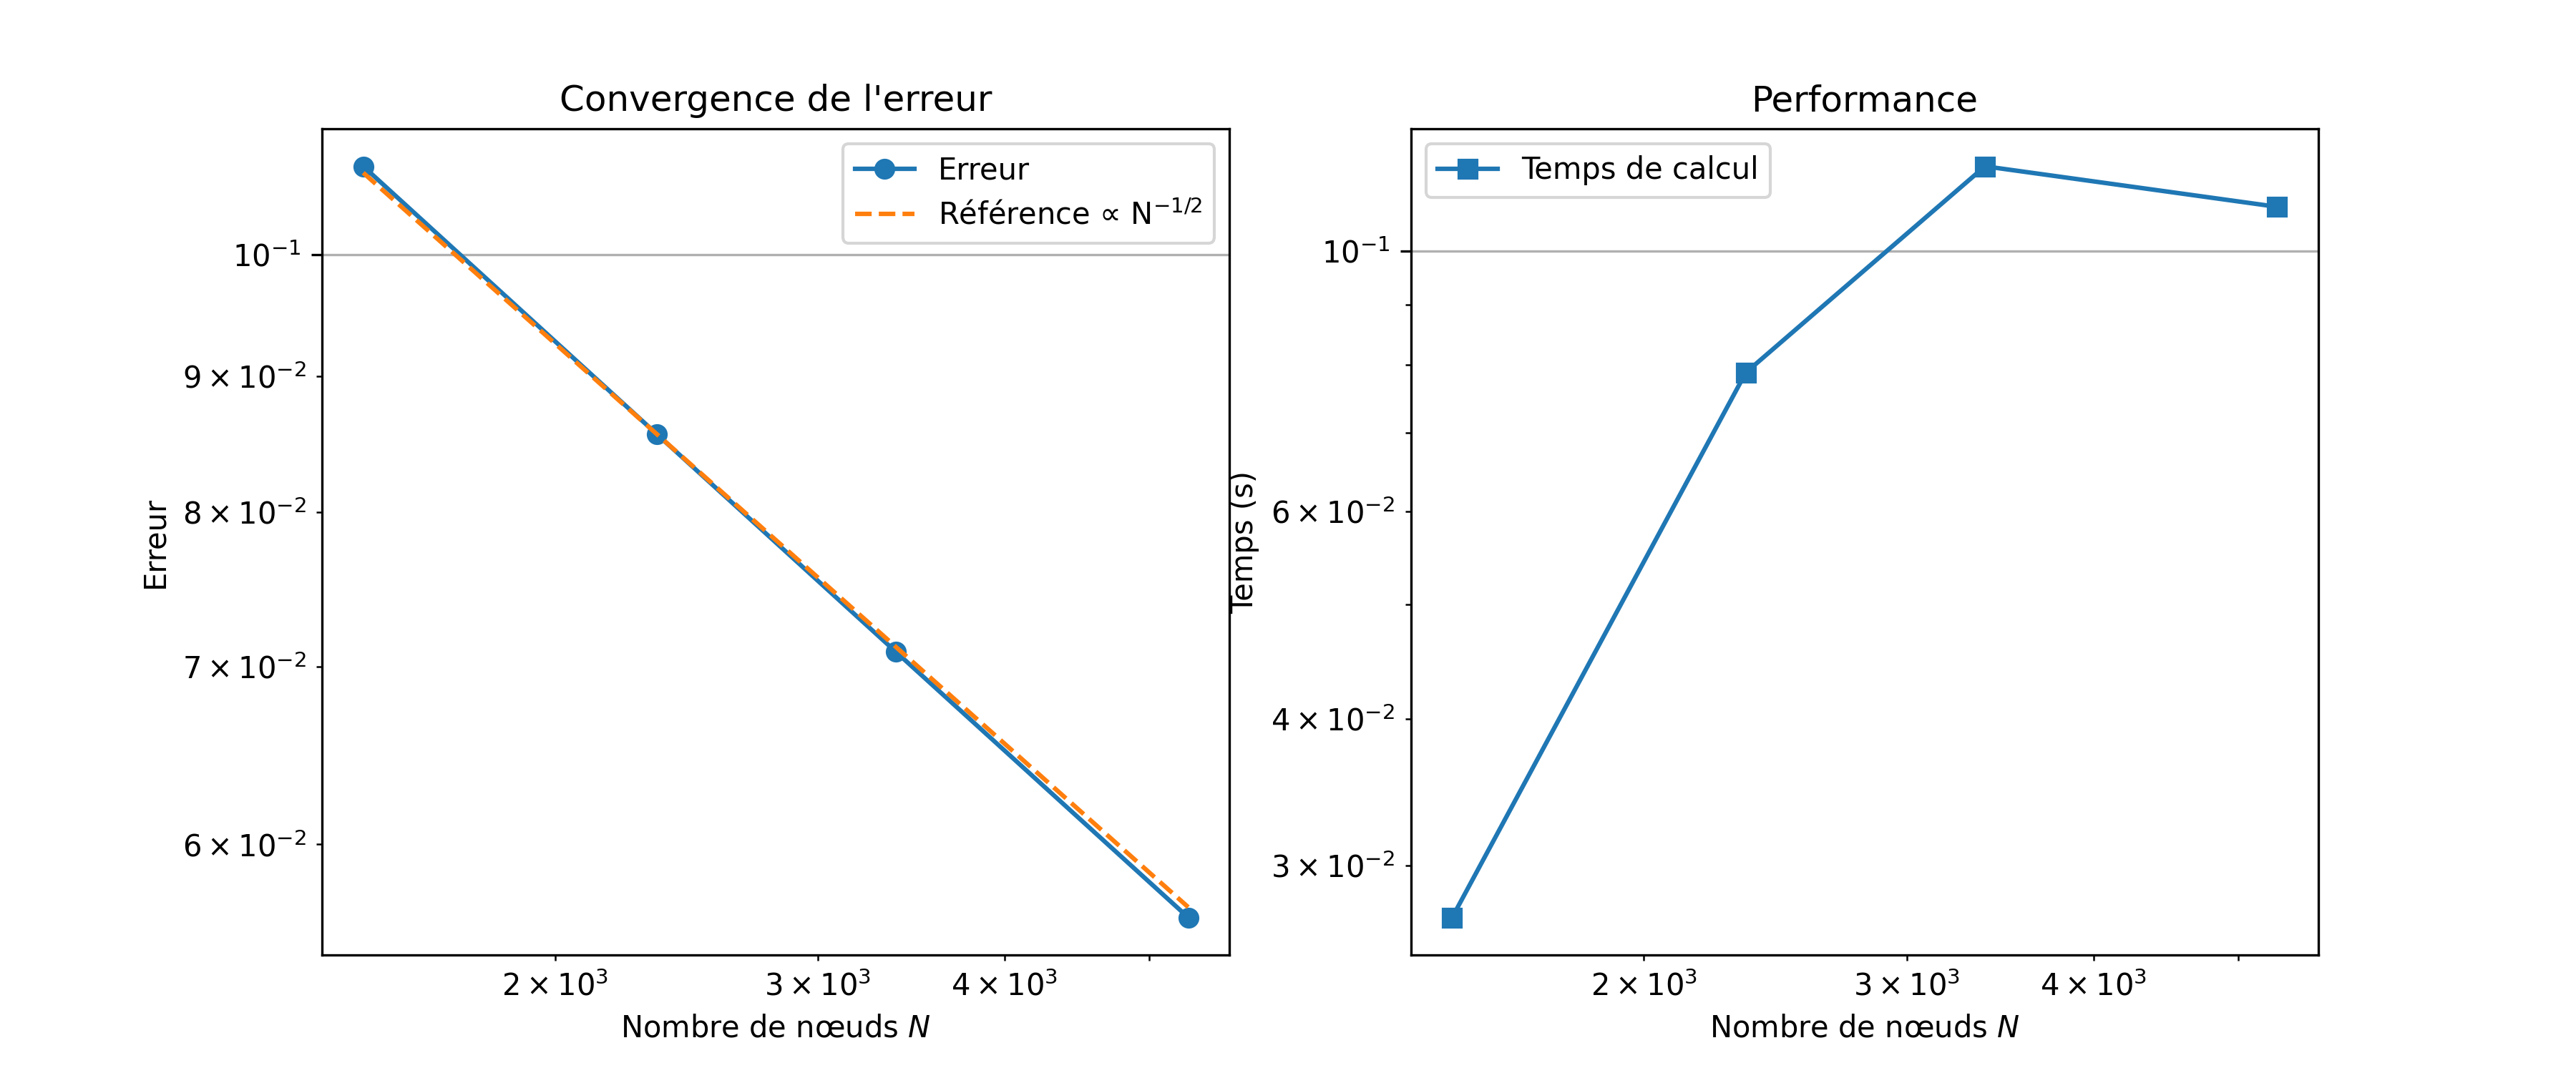 Convergence de l'erreur
Erreur
Référence ∝ N⁻¹ᐟ²
10⁻¹
9 × 10⁻²
8 × 10⁻²
7 × 10⁻²
6 × 10⁻²
Erreur
2 × 10³
3 × 10³
4 × 10³
Nombre de nœuds N
Performance
Temps de calcul
10⁻¹
6 × 10⁻²
4 × 10⁻²
3 × 10⁻²
Temps (s)
2 × 10³
3 × 10³
4 × 10³
Nombre de nœuds N